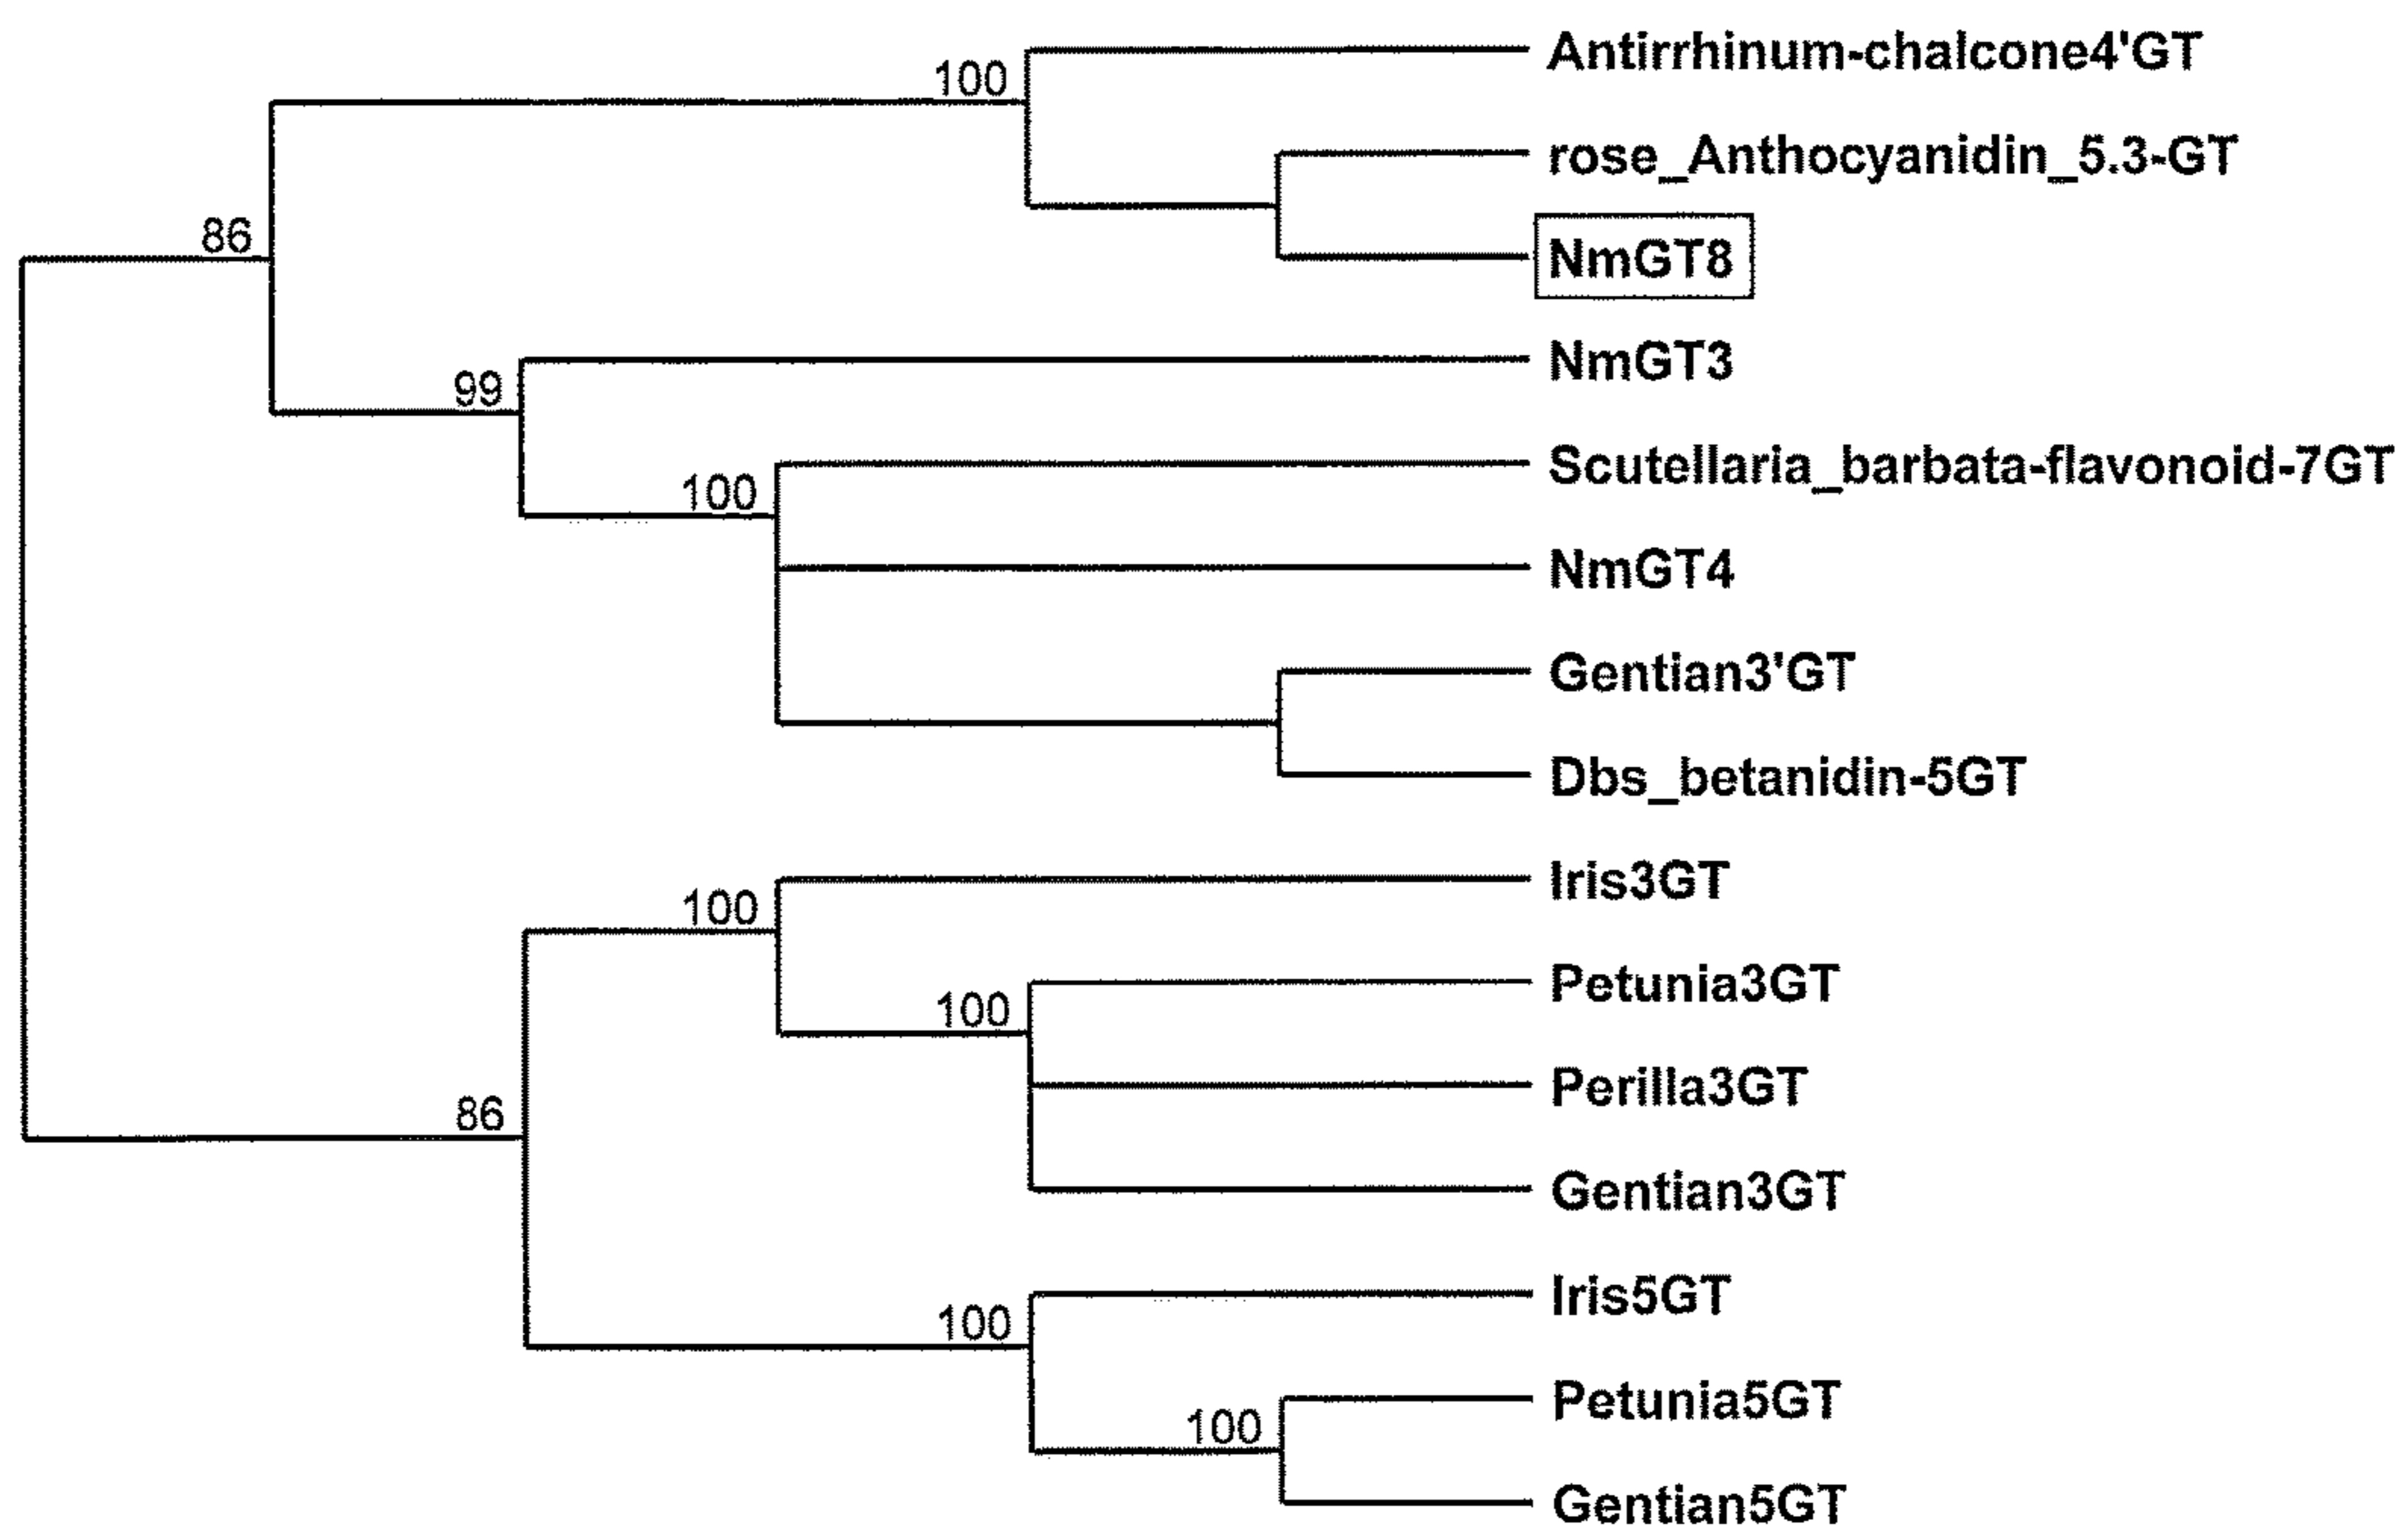 Antirrhinum-chalcone4'GT
100
rose_Anthocyanidin_5.3-GT
86
NmGT8
NmGT3
99
Scutellaria_barbata-flavonoid-7GT
100
NmGT4
Gentian3'GT
Dbs_betanidin-5GT
Iris3GT
100
Petunia3GT
100
Perilla3GT
86
Gentian3GT
Iris5GT
100
Petunia5GT
100
Gentian5GT